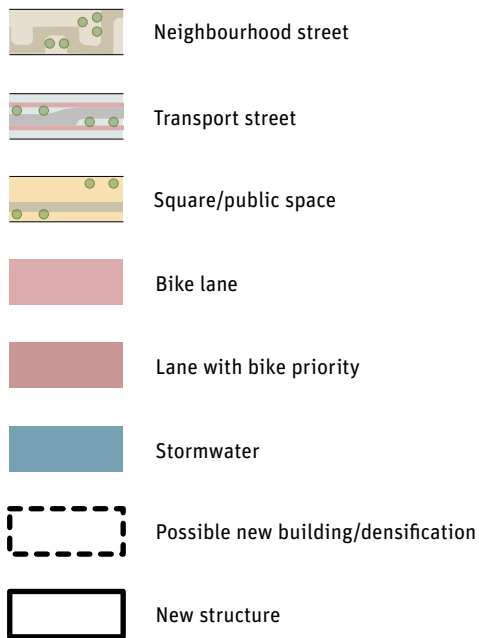 Neighbourhood street
Transport street
Square/public space
Bike lane
Lane with bike priority
Stormwater
Possible new building/densification
New structure